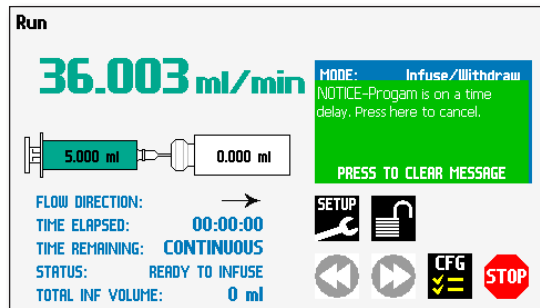 Run
36.003 ml/min
MODE: Infuse/Withdraw
NOTICE-Progam is on a time
delay. Press here to cancel.
PRESS TO CLEAR MESSAGE
5.000 ml
0.000 ml
FLOW DIRECTION:
TIME ELAPSED: 00:00:00
TIME REMAINING: CONTINUOUS
STATUS: READY TO INFUSE
TOTAL INF VOLUME: 0 ml
SETUP
CFG
STOP